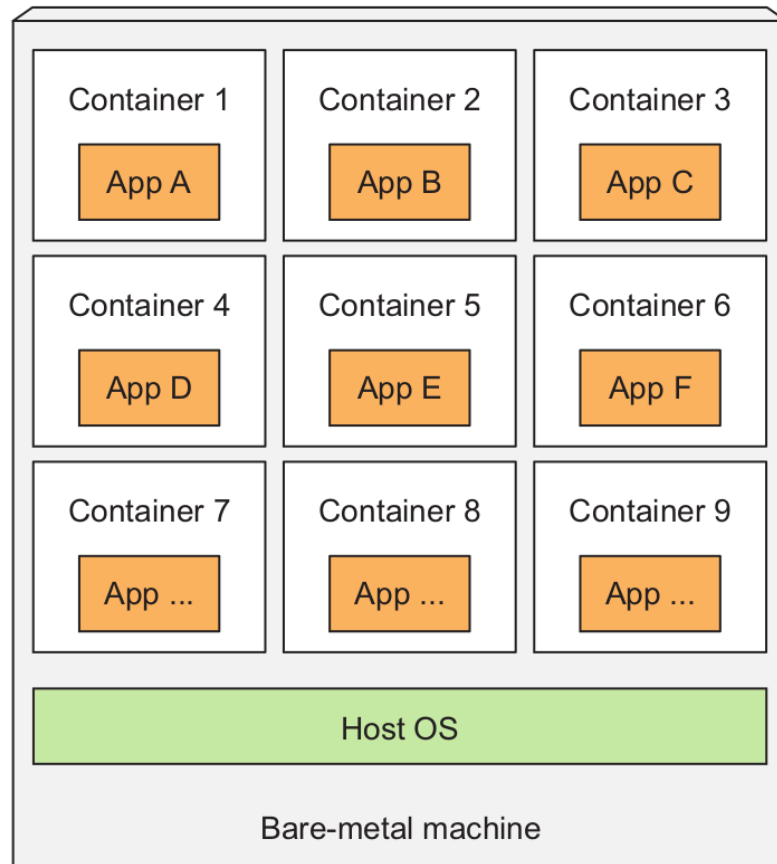 Container 1
Container 2
Container 3
App A
App B
App C
Container 4
Container 5
Container 6
App D
App E
App F
Container 7
Container 8
Container 9
App ...
App ...
App ...
Host OS
Bare-metal machine